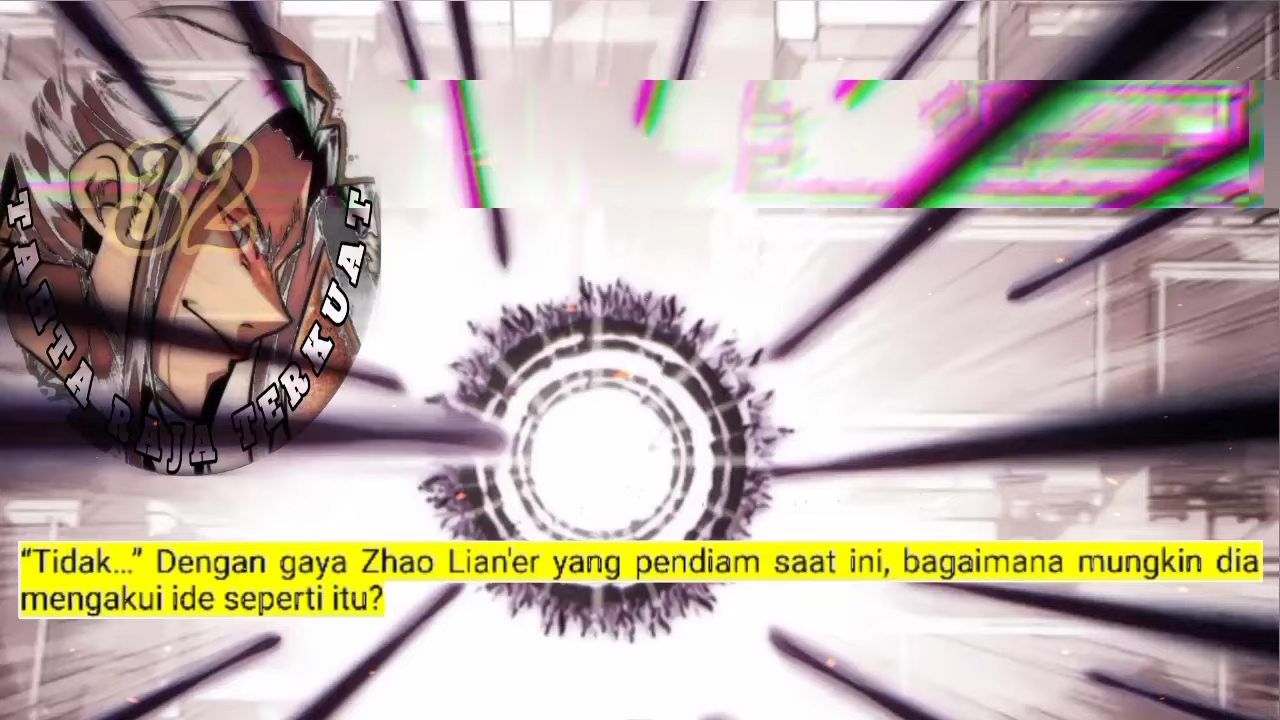 32
TAHTA RAJA TERKUAT
“Tidak...” Dengan gaya Zhao Lian'er yang pendiam saat ini, bagaimana mungkin dia
mengakui ide seperti itu?